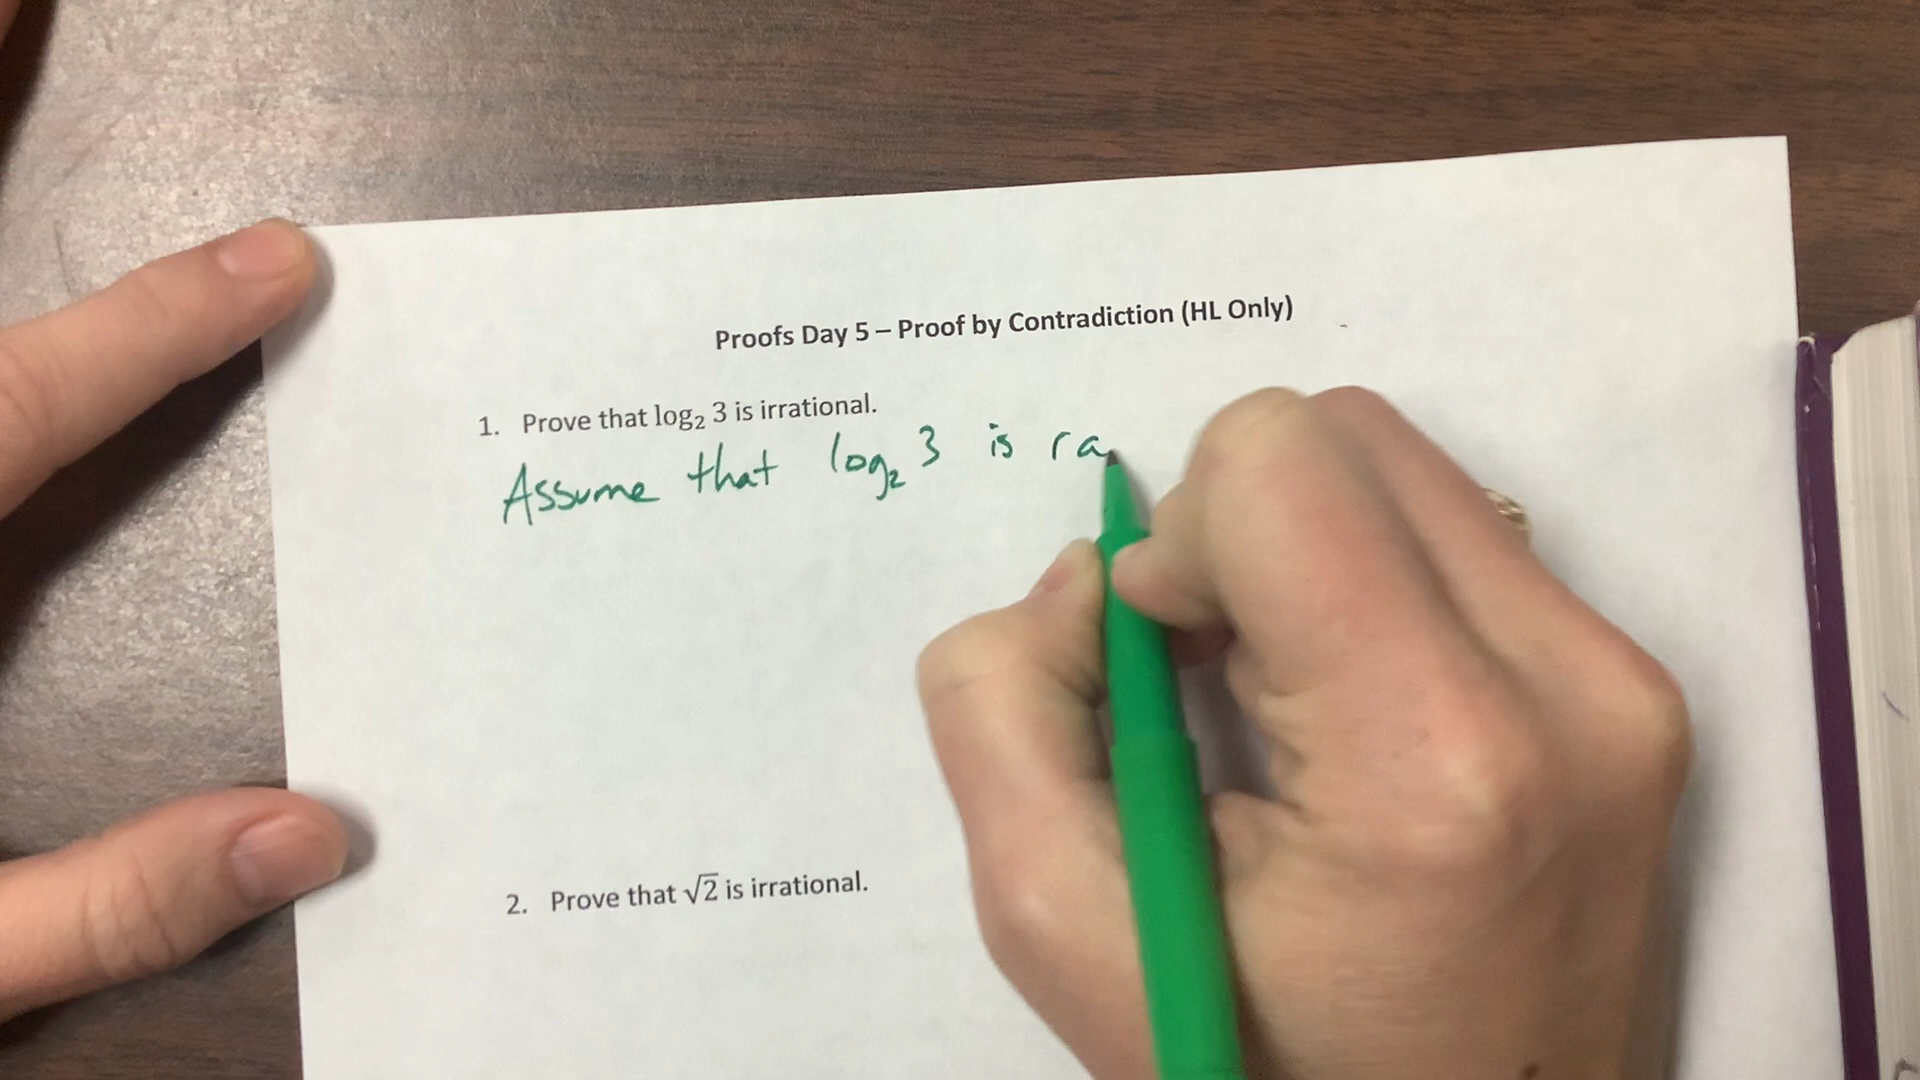 Proofs Day 5 – Proof by Contradiction (HL Only)
1. Prove that log₂ 3 is irrational.
Assume that log₂ 3 is ra
2. Prove that √2 is irrational.